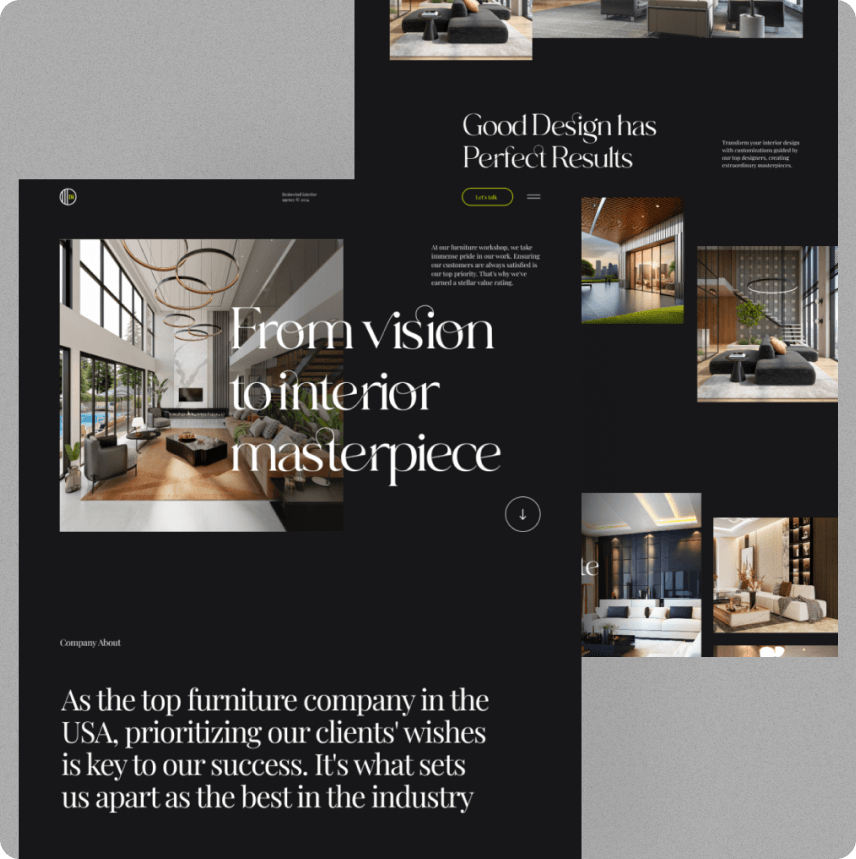 Good Design has
Perfect Results
Transform your interior design
with customizations guided by
our top designers, creating
extraordinary masterpieces.
Let's talk
At our furniture workshop, we take
immense pride in our work. Ensuring
our customers are always satisfied is
our top priority. That's why we've
earned a stellar value rating.
From vision
to interior
masterpiece
te
Company About
As the top furniture company in the
USA, prioritizing our clients' wishes
is key to our success. It's what sets
us apart as the best in the industry